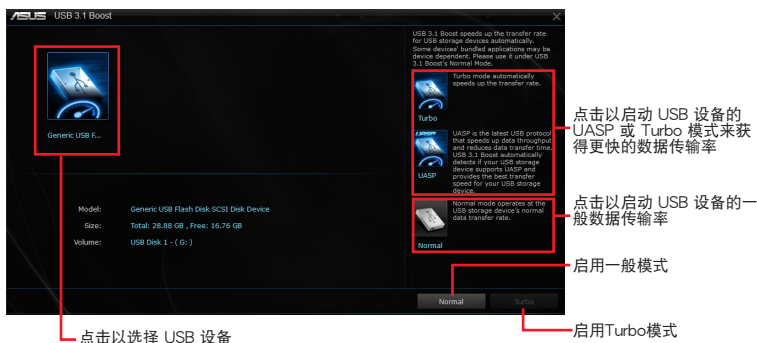 ASUS USB 3.1 Boost
USB 3.1 Boost speeds up the transfer rate
for USB storage devices automatically.
Some devices' bundled applications may be
device dependent. Please use it under USB
3.1 Boost's Normal Mode.
Generic USB F...
Turbo mode automatically
speeds up the transfer rate.
Turbo
UASP
UASP is the latest USB protocol
that speeds up data throughput
and reduces data transfer time.
USB 3.1 Boost automatically
detects if your USB storage
device supports UASP and
provides the best transfer
speed for your USB storage
device.
UASP
Normal mode operates at the
USB storage device's normal
data transfer rate.
Normal
Model: Generic USB Flash Disk SCSI Disk Device
Size: Total: 28.88 GB , Free: 16.76 GB
Volume: USB Disk 1 - ( G: )
Normal
Turbo
点击以启动 USB 设备的
UASP 或 Turbo 模式来获
得更快的数据传输率
点击以启动 USB 设备的一
般数据传输率
启用一般模式
启用Turbo模式
点击以选择 USB 设备